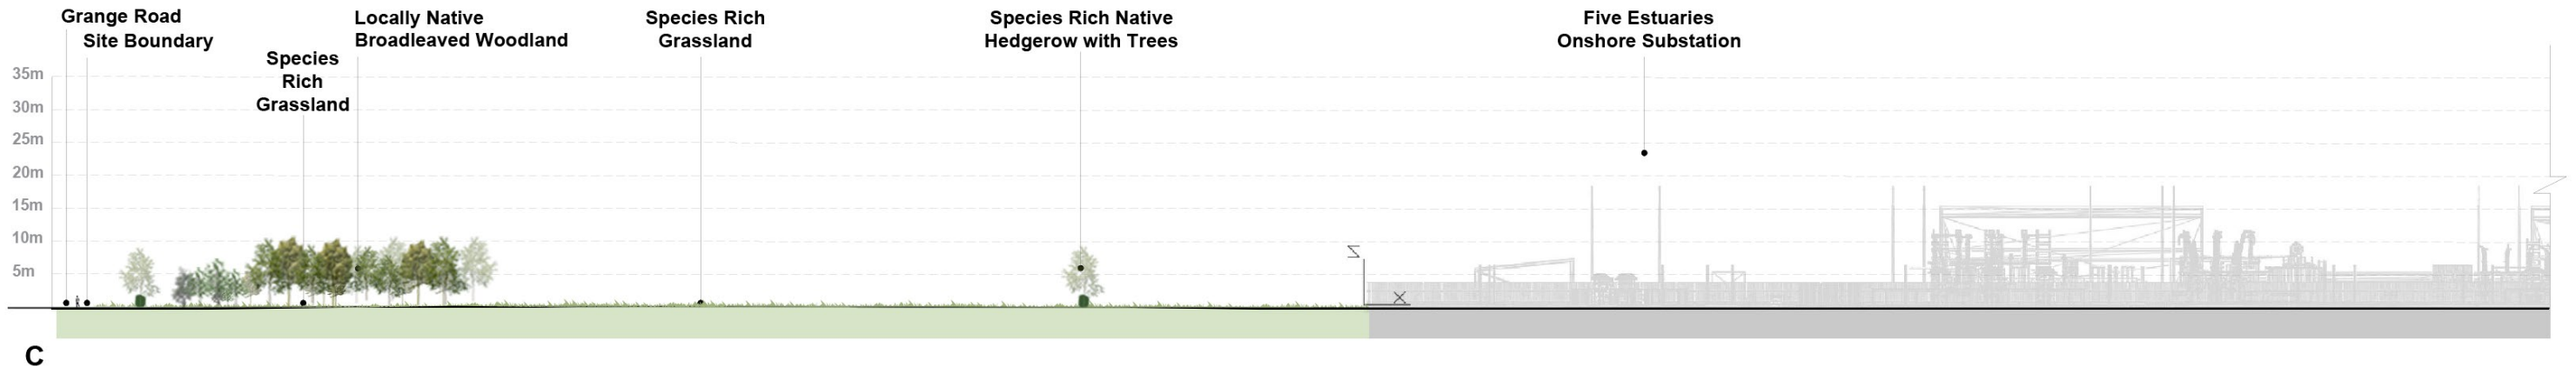 Grange Road
Site Boundary
Species
Rich
Grassland
Locally Native
Broadleaved Woodland
Species Rich
Grassland
Species Rich Native
Hedgerow with Trees
Five Estuaries
Onshore Substation
35m
30m
25m
20m
15m
10m
5m
Z
X
C